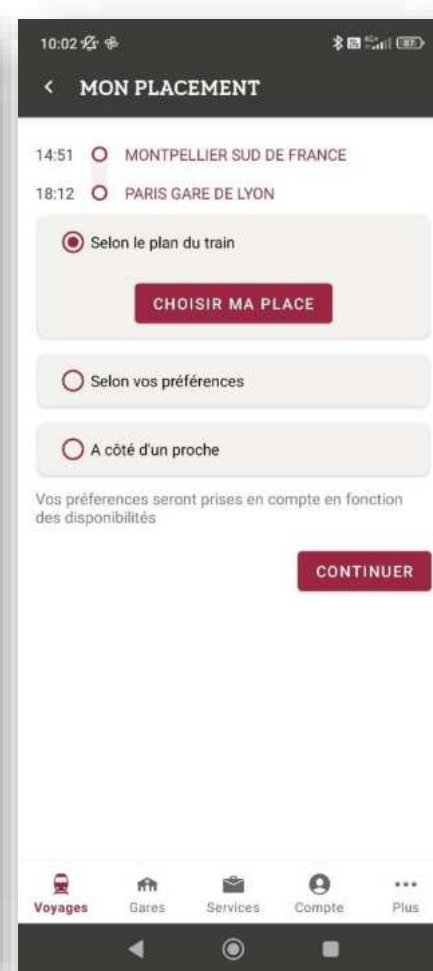 10:02
87
MON PLACEMENT
14:51 MONTPELLIER SUD DE FRANCE
18:12 PARIS GARE DE LYON
Selon le plan du train
CHOISIR MA PLACE
Selon vos préférences
A côté d'un proche
Vos préferences seront prises en compte en fonction
des disponibilités
CONTINUER
Voyages Gares Services Compte Plus